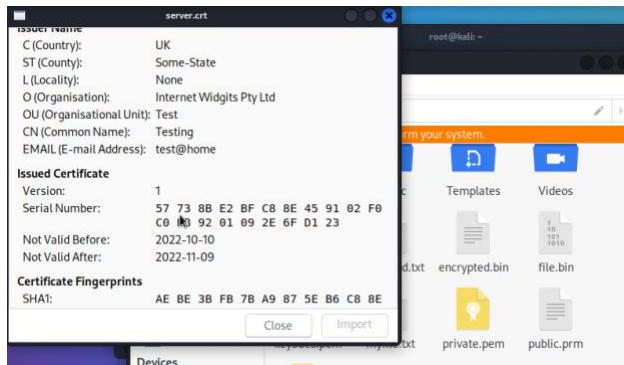 server.crt
Issuer Name
C (Country): UK
ST (County): Some-State
L (Locality): None
O (Organisation): Internet Widgits Pty Ltd
OU (Organisational Unit): Test
CN (Common Name): Testing
EMAIL (E-mail Address): test@home
Issued Certificate
Version: 1
Serial Number: 57 73 8B E2 BF C8 8E 45 91 02 F0
C0 92 01 09 2E 6F D1 23
Not Valid Before: 2022-10-10
Not Valid After: 2022-11-09
Certificate Fingerprints
SHA1: AE BE 3B FB 7B A9 87 5E B6 C8 8E
Close Import
Devices
root@kali: ~
your system.
Templates Videos
encrypted.bin file.bin
private.pem public.prm